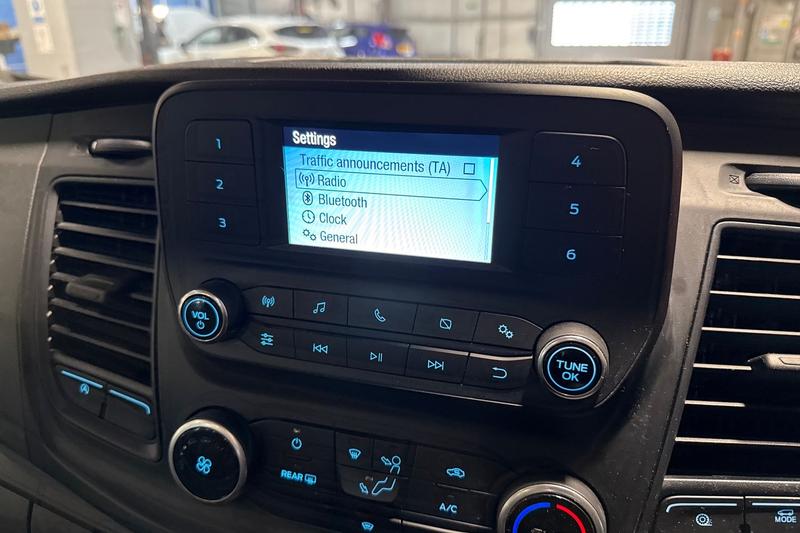 Settings
Traffic announcements (TA)
Radio
Bluetooth
Clock
General
1
2
3
4
5
6
VOL
TUNE
OK
REAR
A/C
MODE